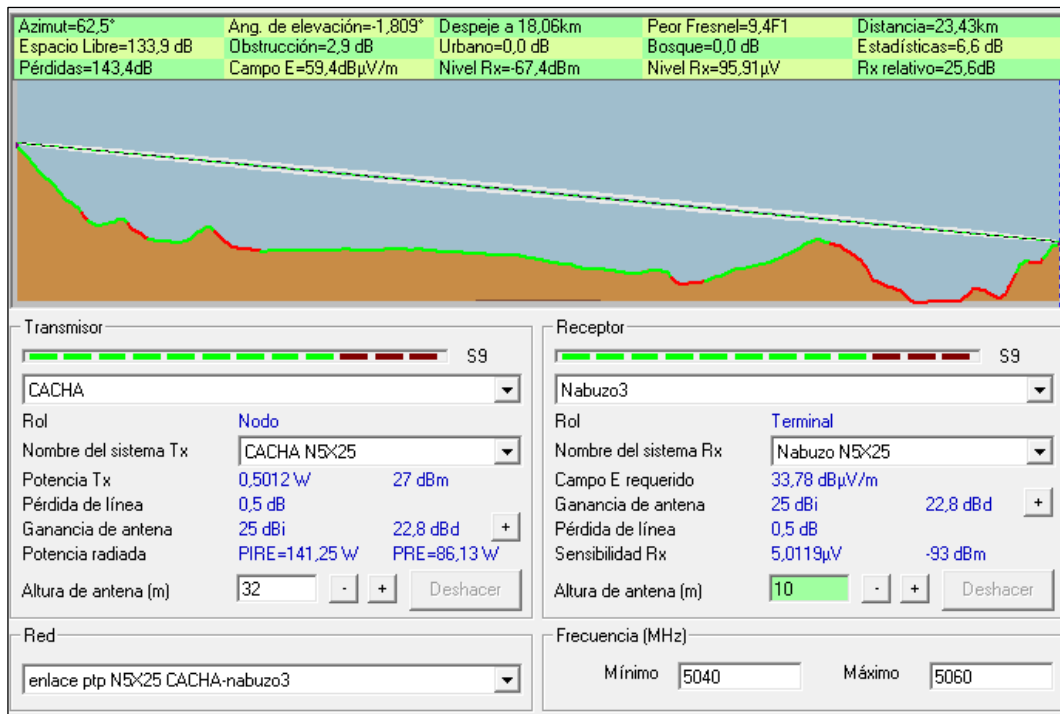 Azimut=62,5° Ang. de elevación=-1,809° Despeje a 18,06km Peor Fresnel=9,4F1 Distancia=23,43km
Espacio Libre=133,9 dB Obstrucción=2,9 dB Urbano=0,0 dB Bosque=0,0 dB Estadísticas=6,6 dB
Pérdidas=143,4dB Campo E=59,4dBµV/m Nivel Rx=-67,4dBm Nivel Rx=95,91µV Rx relativo=25,6dB
Transmisor
S9
CACHA
Rol Nodo
Nombre del sistema Tx CACHA N5X25
Potencia Tx 0,5012 W 27 dBm
Pérdida de línea 0,5 dB
Ganancia de antena 25 dBi 22,8 dBd +
Potencia radiada PIRE=141,25 W PRE=86,13 W
Altura de antena (m) 32 - + Deshacer
Receptor
S9
Nabuzo3
Rol Terminal
Nombre del sistema Rx Nabuzo N5X25
Campo E requerido 33,78 dBµV/m
Ganancia de antena 25 dBi 22,8 dBd +
Pérdida de línea 0,5 dB
Sensibilidad Rx 5,0119µV -93 dBm
Altura de antena (m) 10 - + Deshacer
Red
enlace ptp N5X25 CACHA-nabuzo3
Frecuencia (MHz)
Mínimo 5040 Máximo 5060